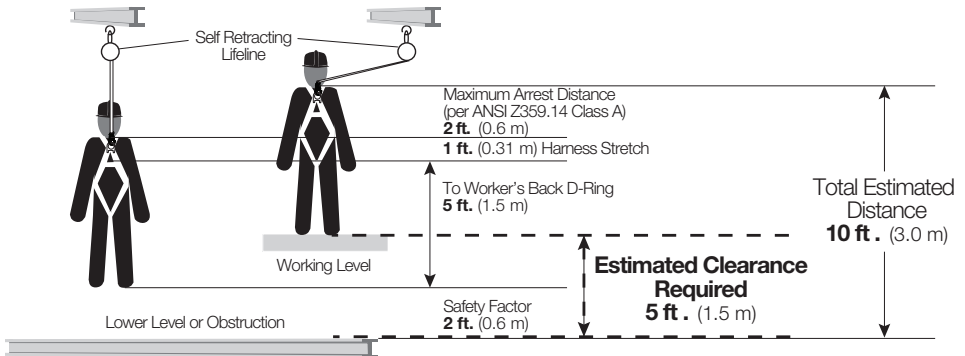 Self Retracting
Lifeline
Maximum Arrest Distance
(per ANSI Z359.14 Class A)
2 ft. (0.6 m)
1 ft. (0.31 m) Harness Stretch
To Worker's Back D-Ring
5 ft. (1.5 m)
Working Level
Safety Factor
2 ft. (0.6 m)
Lower Level or Obstruction
Estimated Clearance
Required
5 ft . (1.5 m)
Total Estimated
Distance
10 ft . (3.0 m)